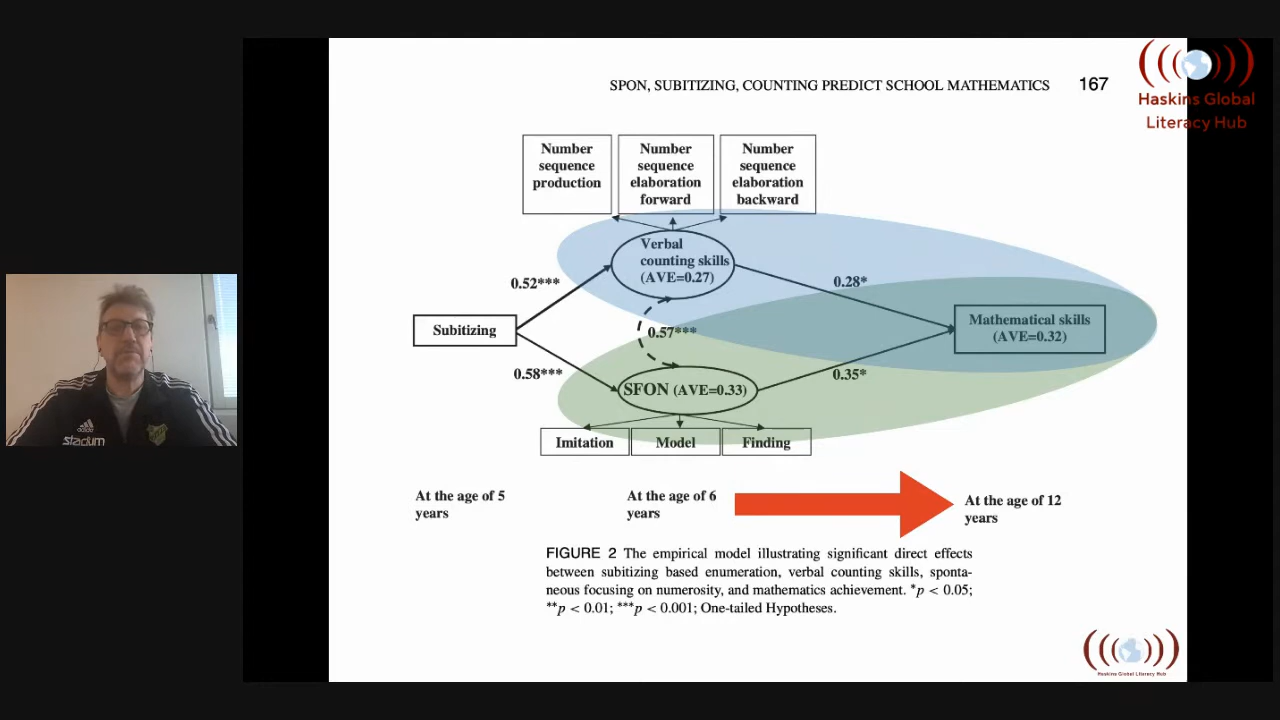 SPON, SUBITIZING, COUNTING PREDICT SCHOOL MATHEMATICS 167
Haskins Global
Literacy Hub
Number
sequence
production
Number
sequence
elaboration
forward
Number
sequence
elaboration
backward
Verbal
counting skills
(AVE=0.27)
0.52***
0.28*
Subitizing
0.57***
Mathematical skills
(AVE=0.32)
0.58***
0.35*
SFON (AVE=0.33)
Imitation
Model
Finding
adidas
stadium
At the age of 5
years
At the age of 6
years
At the age of 12
years
FIGURE 2 The empirical model illustrating significant direct effects
between subitizing based enumeration, verbal counting skills, sponta-
neous focusing on numerosity, and mathematics achievement. *p < 0.05;
**p < 0.01; ***p < 0.001; One-tailed Hypotheses.
Haskins Global Literacy Hub